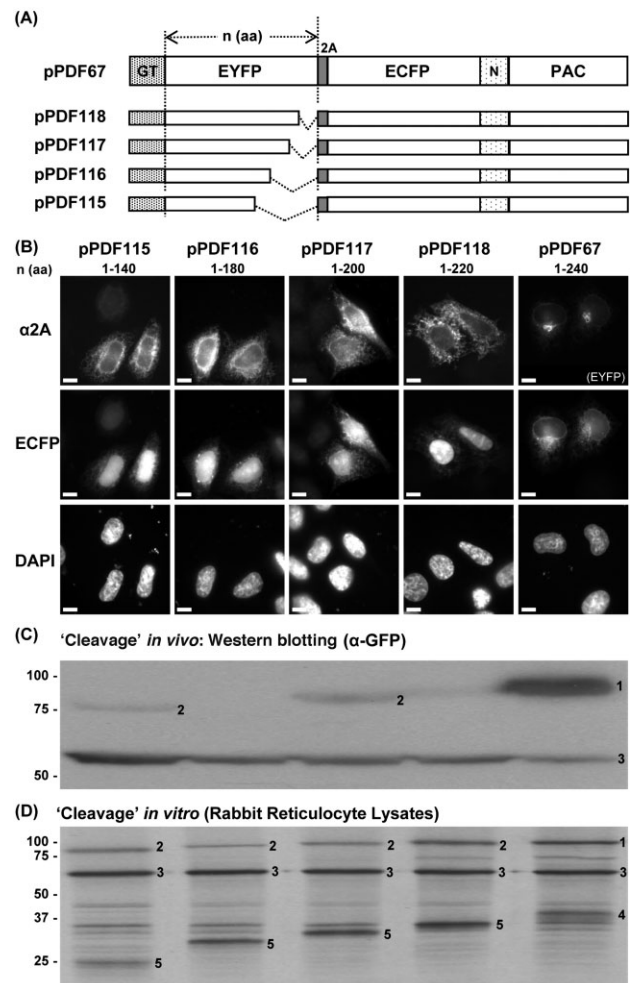 (A)
n (aa)
2A
pPDF67 GT EYFP ECFP N PAC
pPDF118
pPDF117
pPDF116
pPDF115
(B) pPDF115 pPDF116 pPDF117 pPDF118 pPDF67
n (aa) 1-140 1-180 1-200 1-220 1-240
α2A
(EYFP)
ECFP
DAPI
(C) 'Cleavage' in vivo: Western blotting (α-GFP)
100 -
1
2 2
75 -
3
50 -
(D) 'Cleavage' in vitro (Rabbit Reticulocyte Lysates)
100 - 2 2 2 2 1
75 -
3 3 3 3 3
50 -
37 - 4
5 5 5
25 - 5